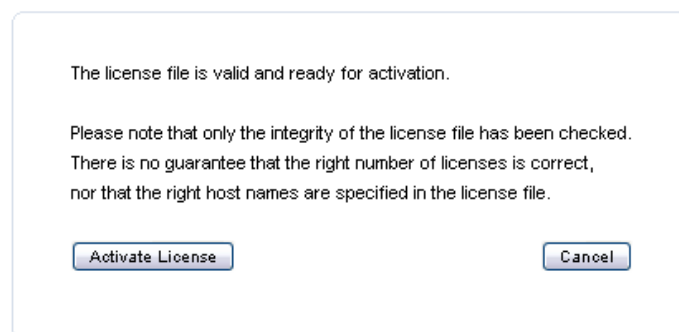 The license file is valid and ready for activation.
Please note that only the integrity of the license file has been checked.
There is no guarantee that the right number of licenses is correct,
nor that the right host names are specified in the license file.
Activate License Cancel